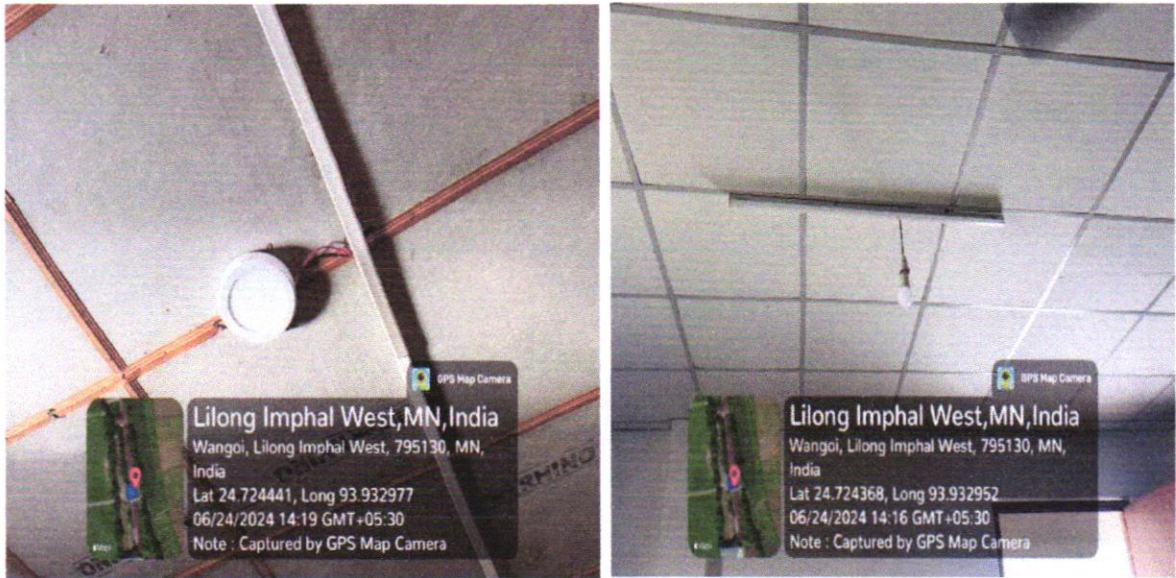 GPS Map Camera
Lilong Imphal West,MN,India
Wangoi, Lilong Imphal West, 795130, MN,
India
Lat 24.724441, Long 93.932977
06/24/2024 14:19 GMT+05:30
Note : Captured by GPS Map Camera
RHINO
GPS Map Camera
Lilong Imphal West,MN,India
Wangoi, Lilong Imphal West, 795130, MN,
India
Lat 24.724368, Long 93.932952
06/24/2024 14:16 GMT+05:30
Note : Captured by GPS Map Camera